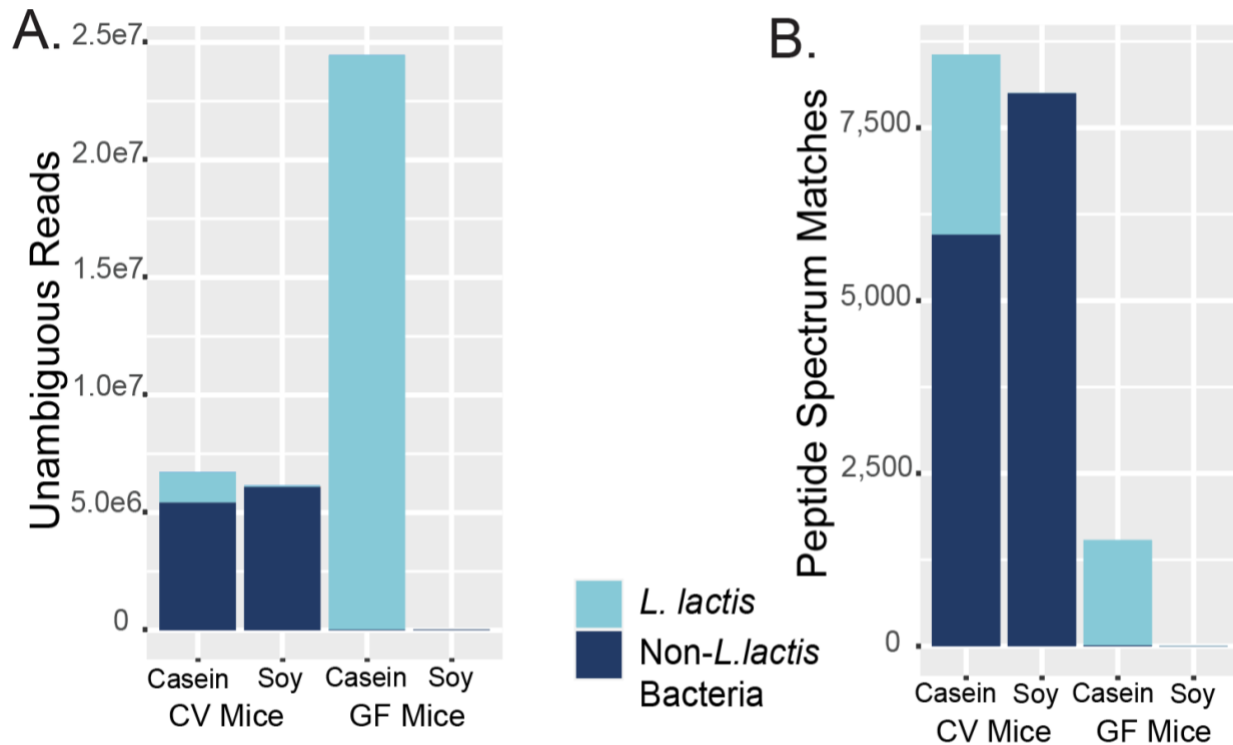 A.
Unambiguous Reads
2.5e7
2.0e7
1.5e7
1.0e7
5.0e6
0
Casein Soy Casein Soy
CV Mice GF Mice
L. lactis
Non-L.lactis
Bacteria
B.
Peptide Spectrum Matches
7,500
5,000
2,500
0
Casein Soy Casein Soy
CV Mice GF Mice